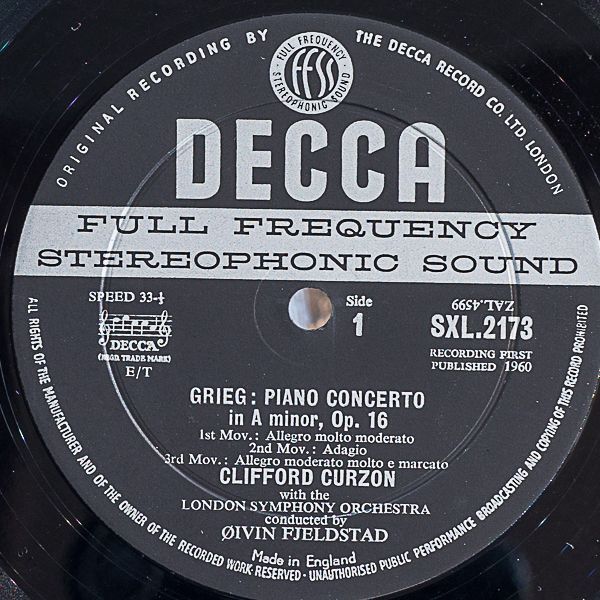 ORIGINAL RECORDING BY
THE DECCA RECORD CO. LTD. LONDON
FULL FREQUENCY
ffss
STEREOPHONIC SOUND
DECCA
FULL FREQUENCY
STEREOPHONIC SOUND
SPEED 33-⅓
Side
1
ZAL.4599
SXL.2173
DECCA
(REGD. TRADE MARK)
E/T
RECORDING FIRST
PUBLISHED 1960
GRIEG: PIANO CONCERTO
in A minor, Op. 16
1st Mov.: Allegro molto moderato
2nd Mov.: Adagio
3rd Mov.: Allegro moderato molto e marcato
CLIFFORD CURZON
with the
LONDON SYMPHONY ORCHESTRA
conducted by
ØIVIN FJELDSTAD
Made in England
ALL RIGHTS OF THE MANUFACTURER AND OF THE OWNER OF THE RECORDED WORK RESERVED · UNAUTHORISED PUBLIC PERFORMANCE BROADCASTING AND COPYING OF THIS RECORD PROHIBITED